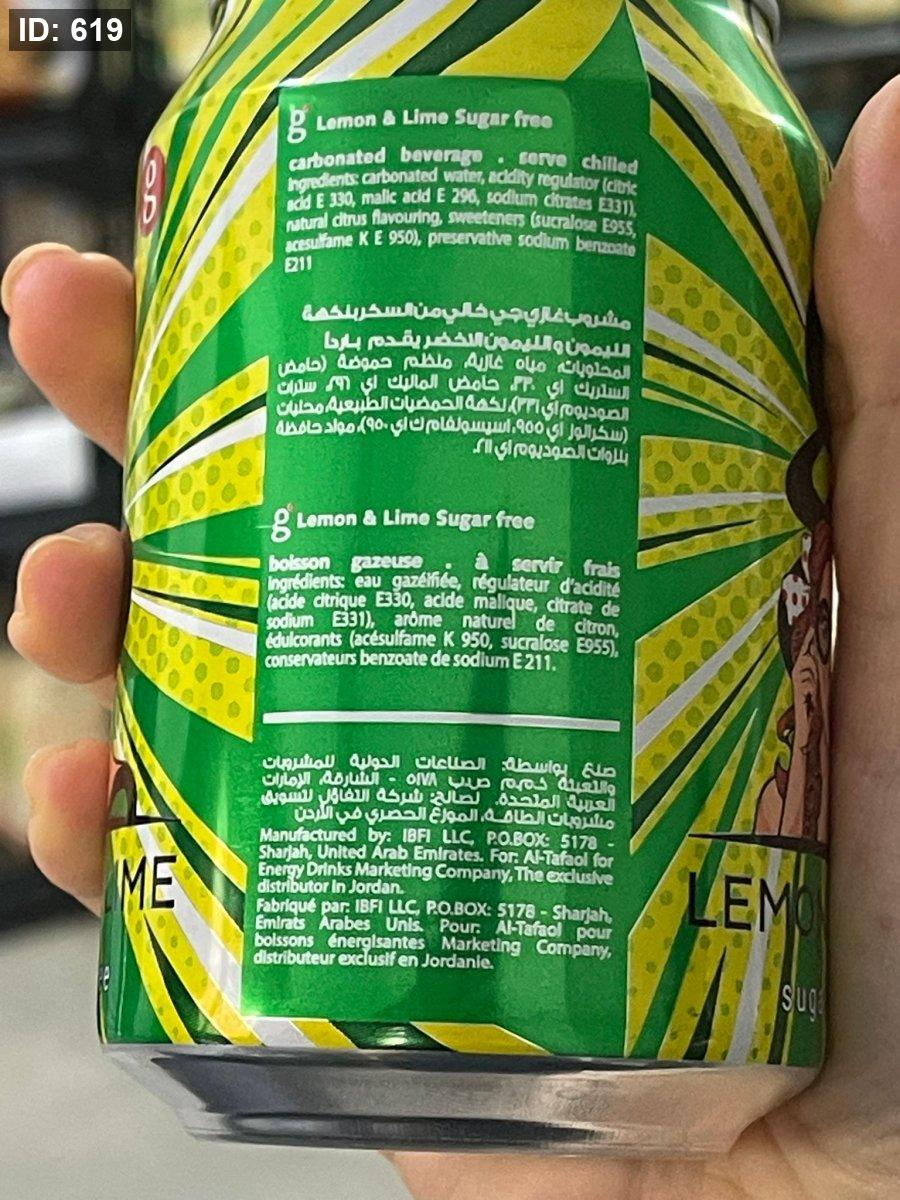 ID: 619
g
g Lemon & Lime Sugar free
carbonated beverage . serve chilled
Ingredients: carbonated water, acidity regulator (citric
acid E 330, malic acid E 296, sodium citrates E331),
natural citrus flavouring, sweeteners (sucralose E955,
acesulfame K E 950), preservative sodium benzoate
E211
مشروب غازي جي خالي من السكر بنكهة
الليمون و الليمون الاخضر يقدم بارداً
المحتويات: مياه غازية، منظم حموضة (حامض
الستريك اي ٣٣٠، حامض الماليك اي ٢٩٦، سترات
الصوديوم اي ٣٣١)، نكهة الحمضيات الطبيعية، محليات
(سكرالوز اي ٩٥٥، اسيسولفام ك اي ٩٥٠)، مواد حافظة
بنزوات الصوديوم اي ٢١١.
g Lemon & Lime Sugar free
boisson gazeuse . à servir frais
Ingrédients: eau gazéifiée, régulateur d'acidité
(acide citrique E330, acide malique, citrate de
sodium E331), arôme naturel de citron,
édulcorants (acésulfame K 950, sucralose E955),
conservateurs benzoate de sodium E 211.
صنع بواسطة: الصناعات الدولية للمشروبات
والتعبئة ذ.م.م ص.ب ٥١٧٨ - الشارقة، الإمارات
العربية المتحدة. لصالح: شركة التفاؤل لتسويق
مشروبات الطاقة، الموزع الحصري في الأردن
Manufactured by: IBFI LLC, P.O.BOX: 5178 -
Sharjah, United Arab Emirates. For: Al-Tafaol for
Energy Drinks Marketing Company, The exclusive
distributor in Jordan.
Fabriqué par: IBFI LLC, P.O.BOX: 5178 - Sharjah,
Emirats Arabes Unis. Pour: Al-Tafaol pour
boissons énergisantes Marketing Company,
distributeur exclusif en Jordanie.
IME
LEMON
suga
ee